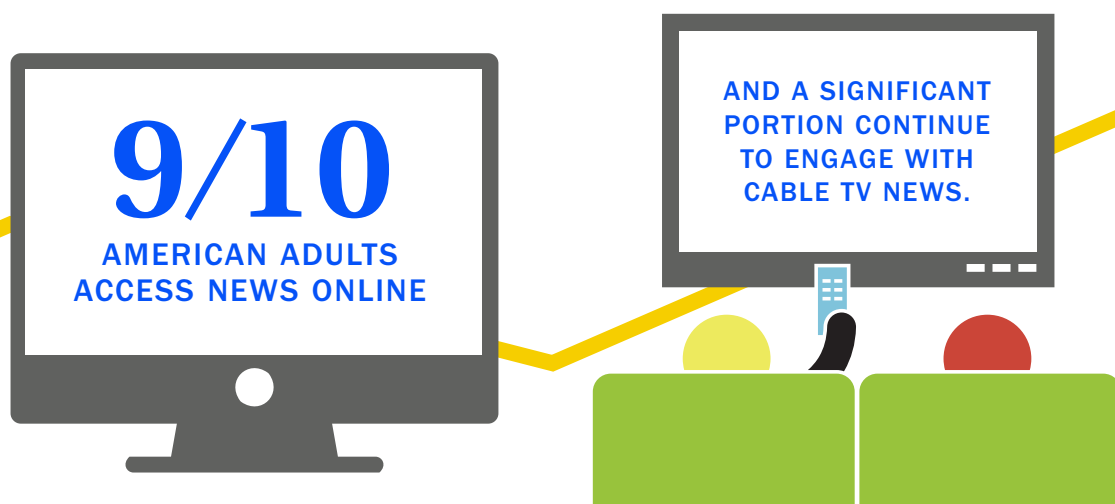 9/10
AMERICAN ADULTS
ACCESS NEWS ONLINE
AND A SIGNIFICANT
PORTION CONTINUE
TO ENGAGE WITH
CABLE TV NEWS.